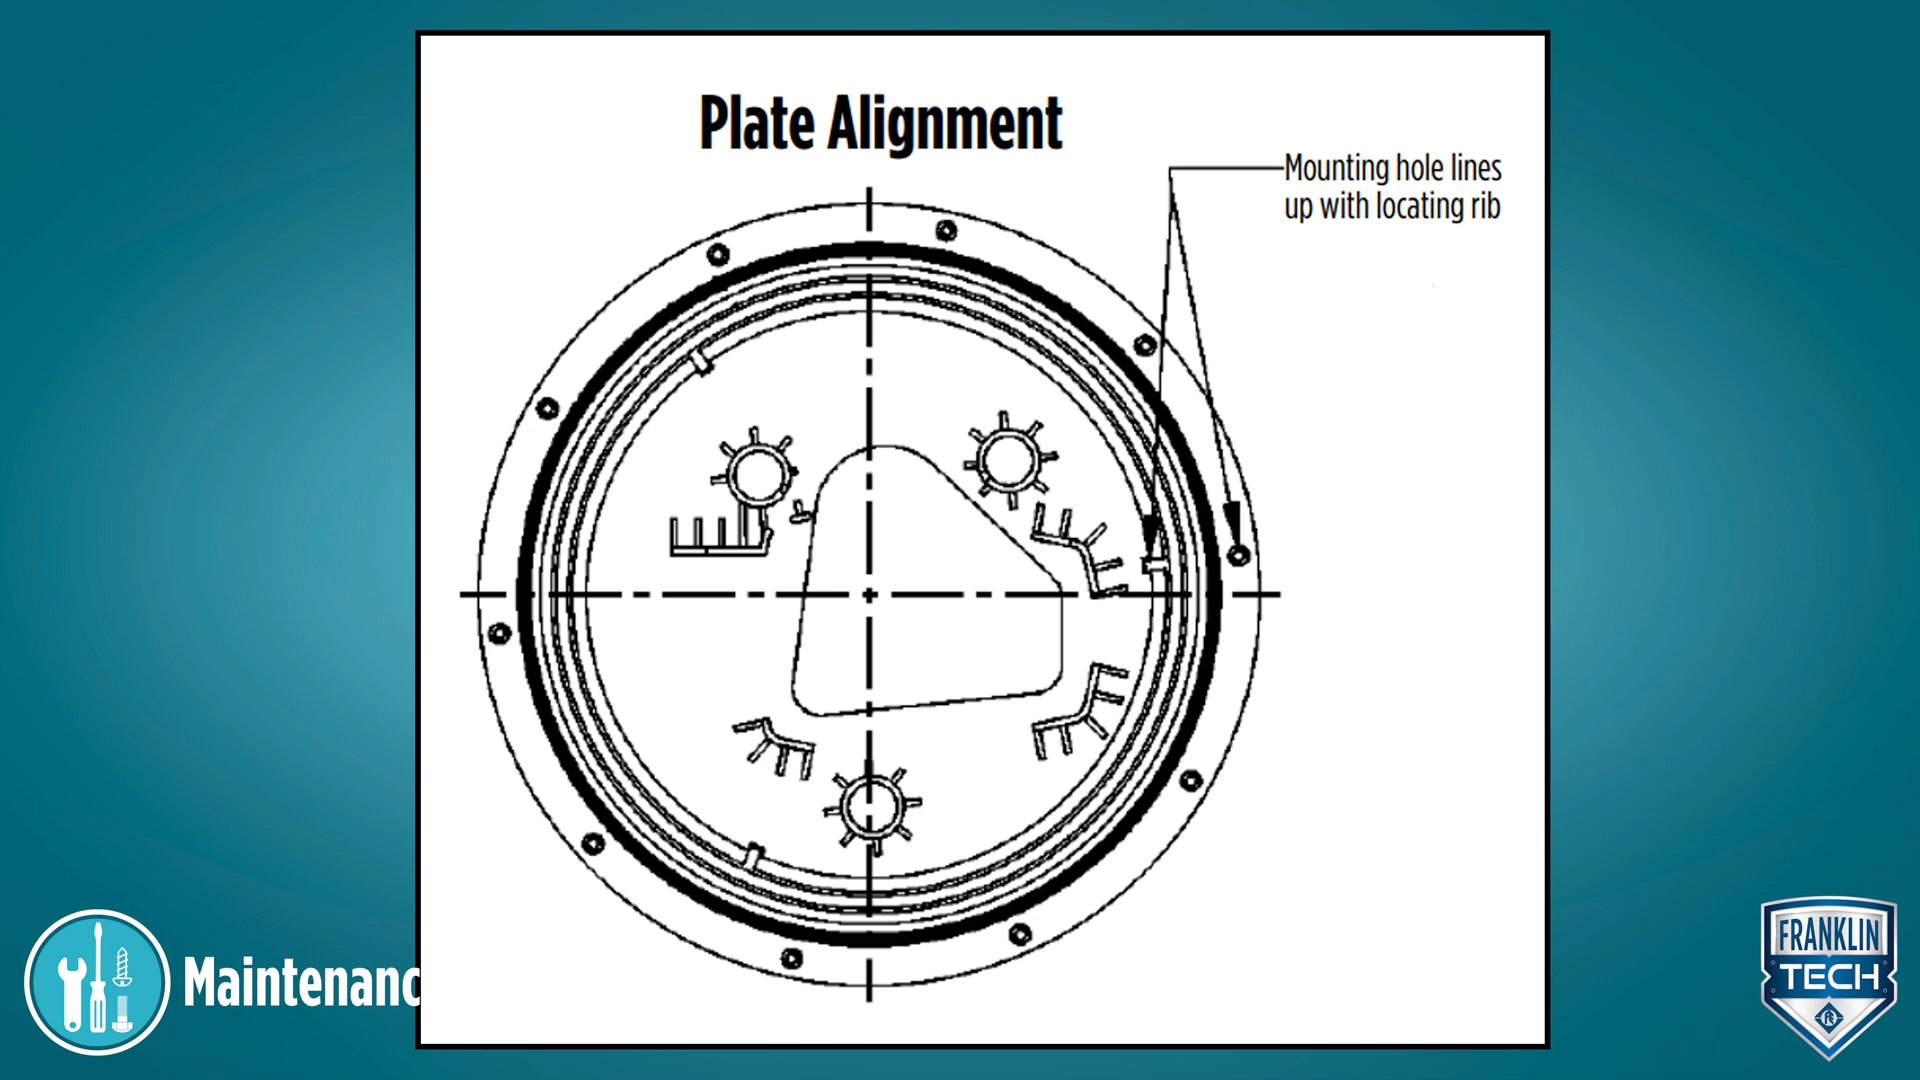 Plate Alignment
Mounting hole lines
up with locating rib
Maintenanc
FRANKLIN
TECH